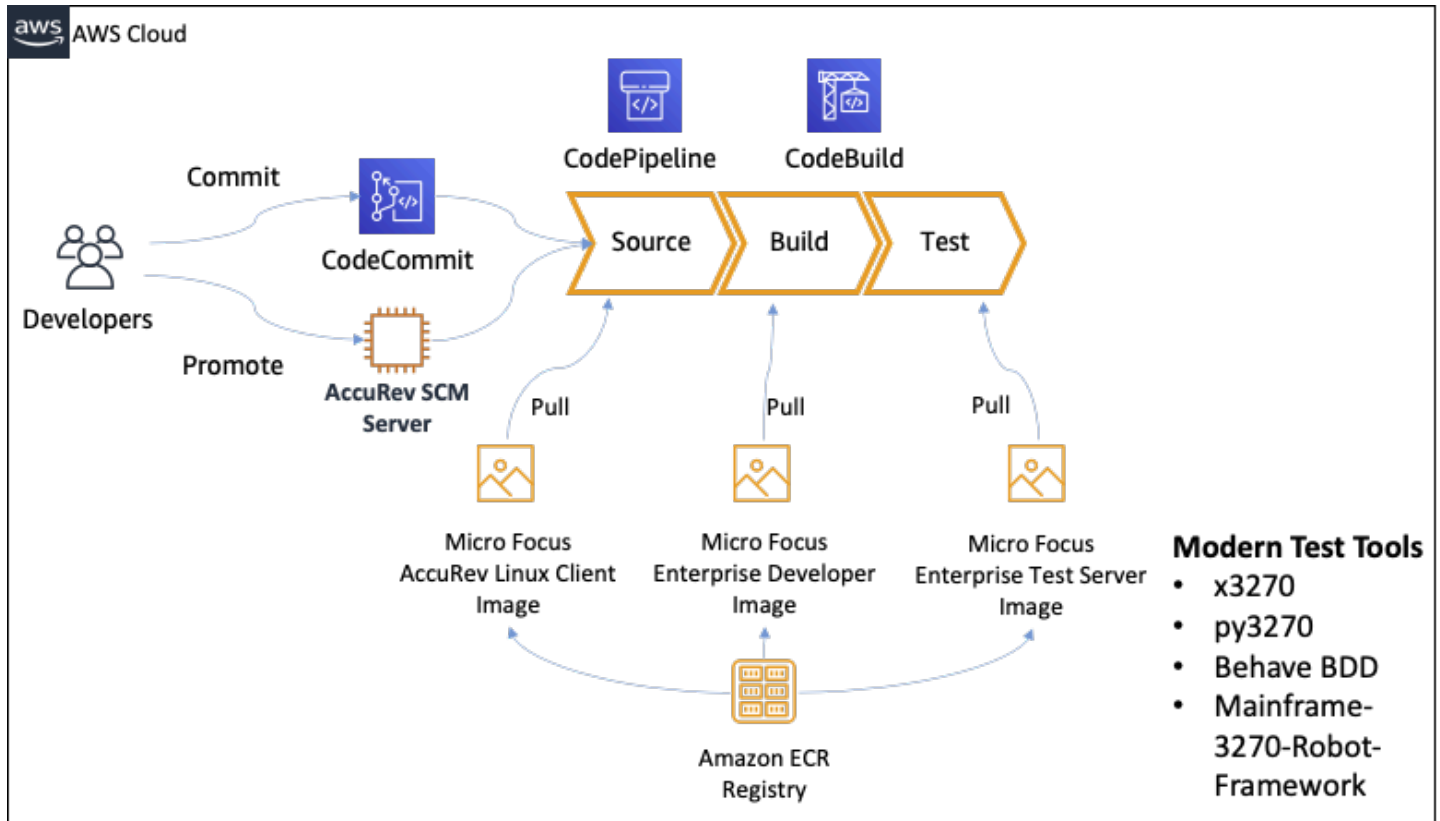 aws
AWS Cloud
CodePipeline
CodeBuild
Commit
CodeCommit
Source
Build
Test
Developers
Promote
AccuRev SCM
Server
Pull
Pull
Pull
Micro Focus
AccuRev Linux Client
Image
Micro Focus
Enterprise Developer
Image
Micro Focus
Enterprise Test Server
Image
Amazon ECR
Registry
Modern Test Tools
• x3270
• py3270
• Behave BDD
• Mainframe-
3270-Robot-
Framework